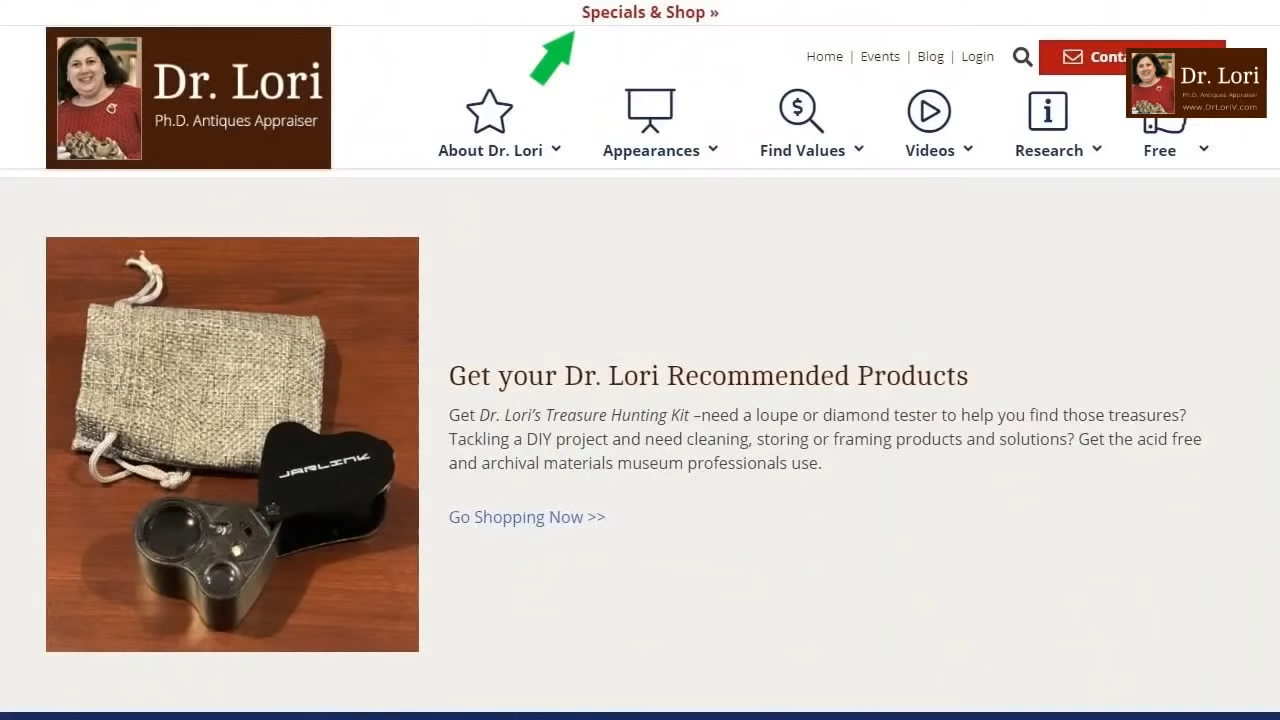 Specials & Shop »
Dr. Lori
Ph.D. Antiques Appraiser
Home | Events | Blog | Login
Dr. Lori
Ph.D. Antiques Appraiser
www.DrLoriV.com
About Dr. Lori
Appearances
Find Values
Videos
Research
Free
JARLINK
Get your Dr. Lori Recommended Products
Get Dr. Lori’s Treasure Hunting Kit –need a loupe or diamond tester to help you find those treasures?
Tackling a DIY project and need cleaning, storing or framing products and solutions? Get the acid free
and archival materials museum professionals use.
Go Shopping Now >>